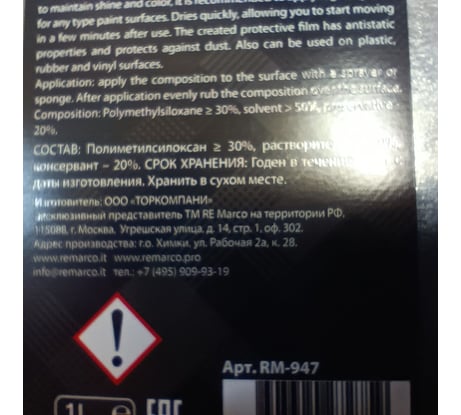 to maintain shine and color, it is recommended to apply
for any type paint surfaces. Dries quickly, allowing you to start moving
in a few minutes after use. The created protective film has antistatic
properties and protects against dust. Also can be used on plastic,
rubber and vinyl surfaces.
Application: apply the composition to the surface with a sprayer or
sponge. After application evenly rub the composition over the surface.
Composition: Polymethylsiloxane ≥ 30%, solvent > 50%, preservative -
20%.
СОСТАВ: Полиметилсилоксан ≥ 30%, растворитель
консервант – 20%. СРОК ХРАНЕНИЯ: Годен в течение
даты изготовления. Хранить в сухом месте.
Изготовитель: ООО «ТОРКОМПАНИ»
Эксклюзивный представитель TM RE Marco на территории РФ,
115088, г. Москва, Угрешская улица, д. 14, стр. 1, оф. 302.
Адрес производства: г.о. Химки, ул. Рабочая 2а, к. 28.
www.remarco.it www.remarco.pro
info@remarco.it тел.: +7 (495) 909-93-19
Арт. RM-947
1L e EAC